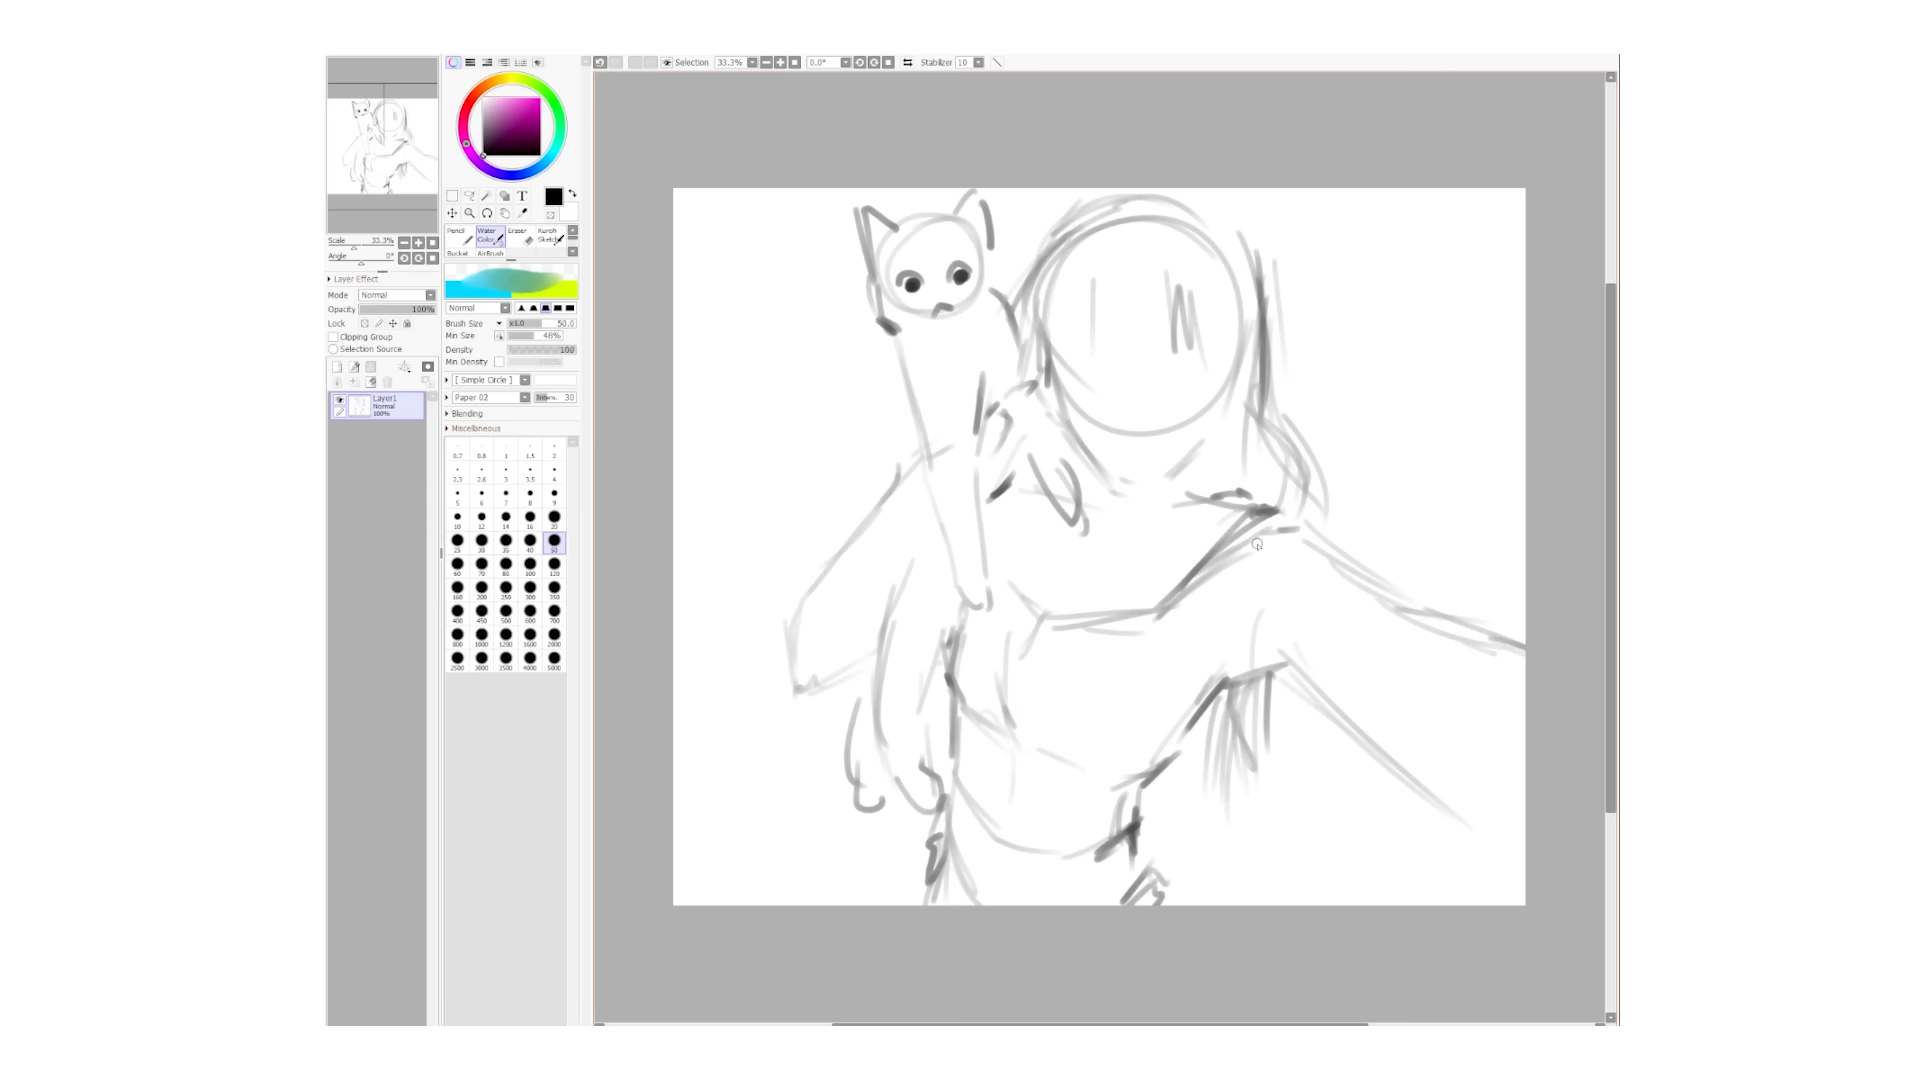 Selection 33.3% 0.0° Stabilizer 10
Scale 33.3%
Angle 0°
Layer Effect
Mode Normal
Opacity 100%
Lock
Clipping Group
Selection Source
Layer1
Normal
100%
T
Pencil Water Color Eraser Kuroh Sketch
Bucket AirBrush
Normal
Brush Size x1.0 50.0
Min Size 48%
Density 100
Min Density
[ Simple Circle ]
Paper 02 Intens. 30
Blending
Miscellaneous
0.7 0.8 1 1.5 2
2.3 2.6 3 3.5 4
5 6 7 8 9
10 12 14 16 20
25 30 35 40 50
60 70 80 100 120
160 200 250 300 350
400 450 500 600 700
800 1000 1200 1600 2000
2500 3000 3500 4000 5000